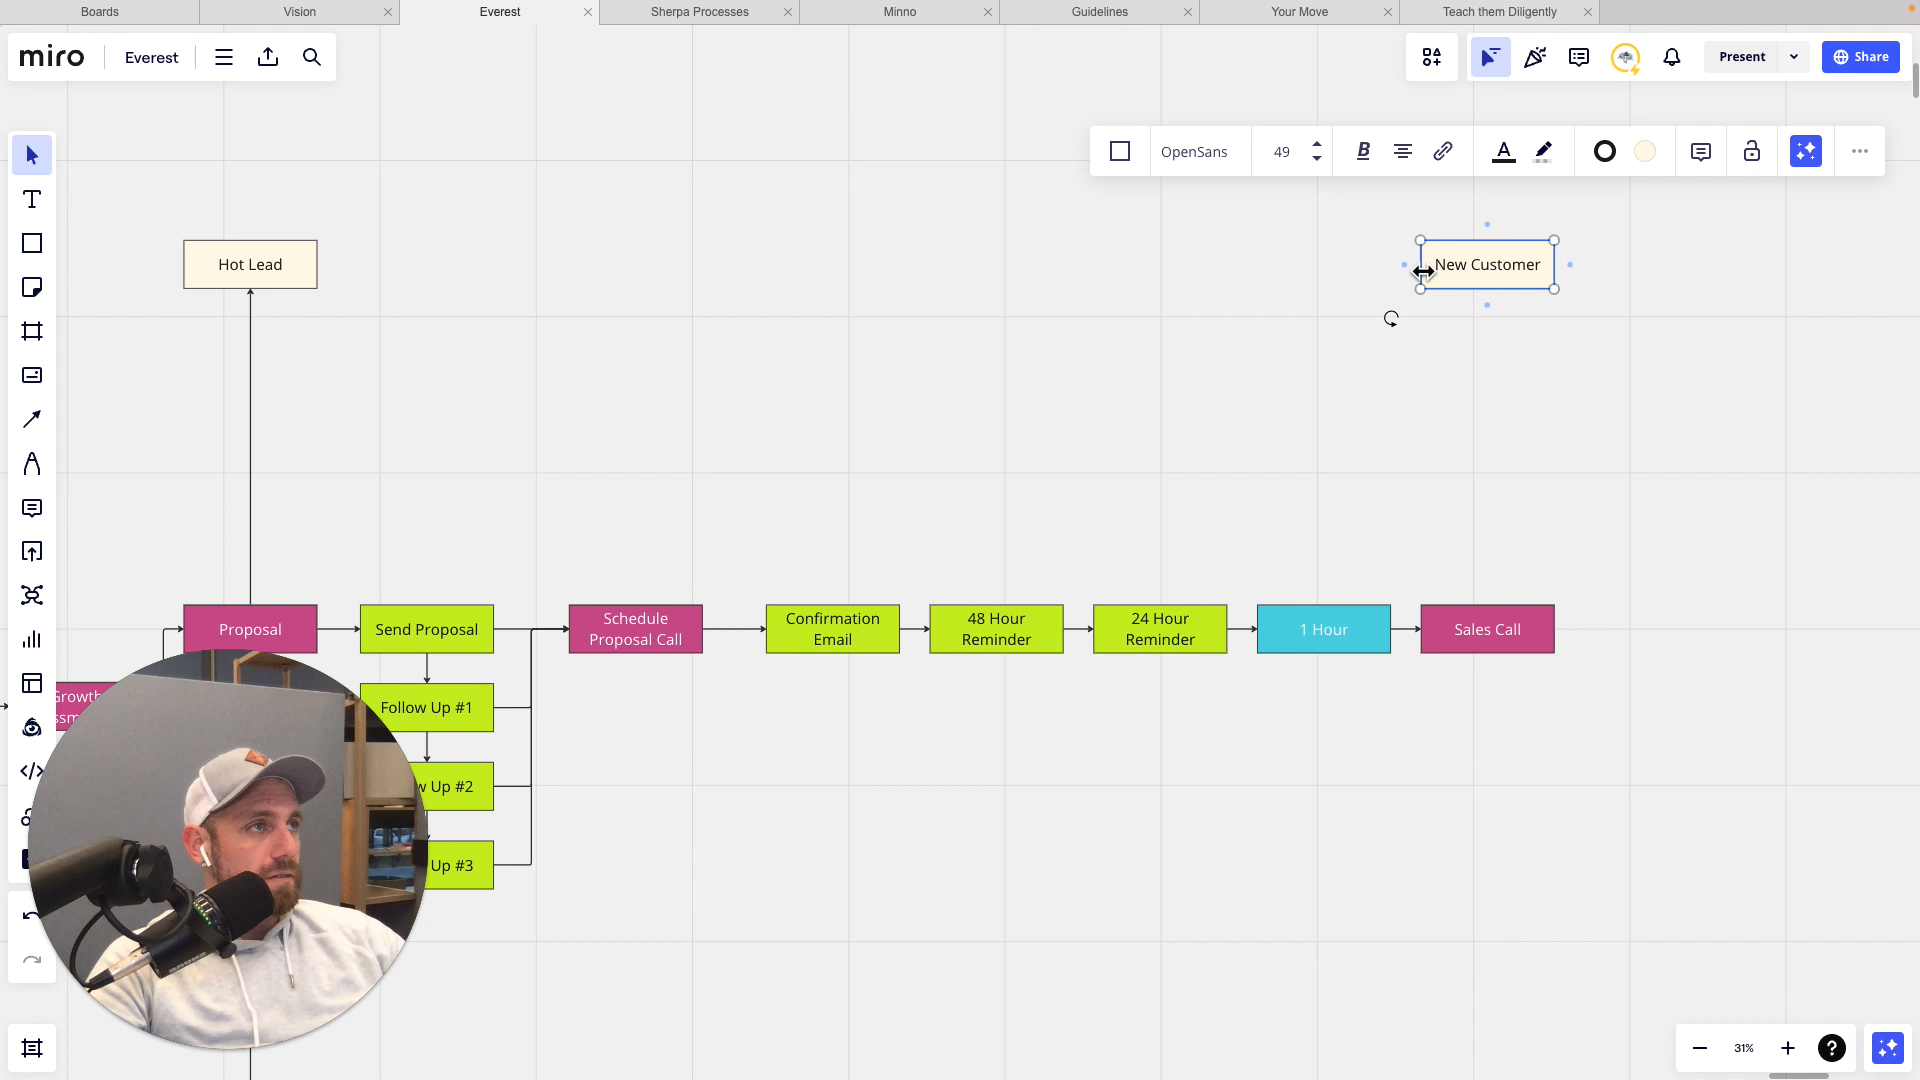 Boards
Vision
Everest
Sherpa Processes
Minno
Guidelines
Your Move
Teach them Diligently
miro
Everest
Present
Share
OpenSans
49
B
A
Hot Lead
New Customer
Proposal
Send Proposal
Schedule
Proposal Call
Confirmation
Email
48 Hour
Reminder
24 Hour
Reminder
1 Hour
Sales Call
Growth
Follow Up #1
Up #2
Up #3
31%